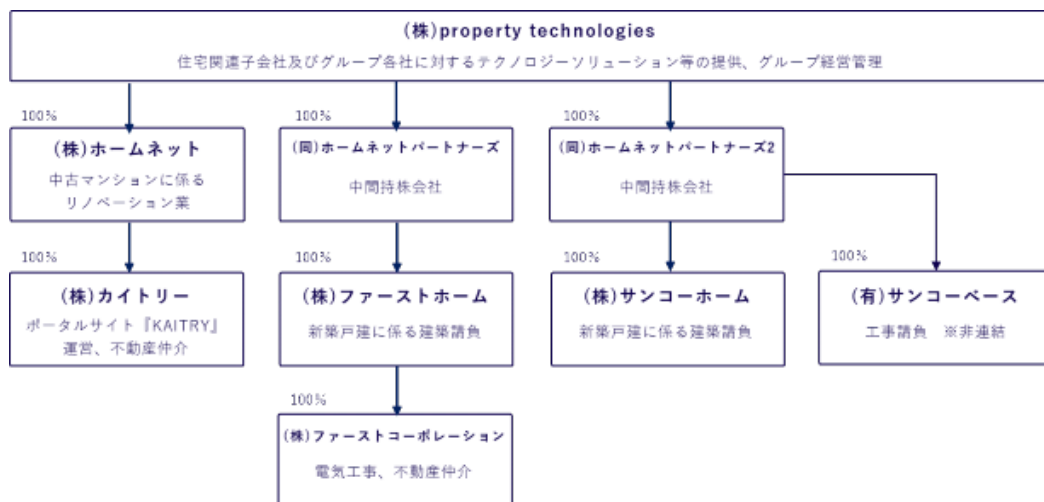 (株)property technologies
住宅関連子会社及びグループ各社に対するテクノロジーソリューション等の提供、グループ経営管理
100%
100%
100%
(株)ホームネット
中古マンションに係る
リノベーション業
(同)ホームネットパートナーズ
中間持株会社
(同)ホームネットパートナーズ2
中間持株会社
100%
100%
100%
100%
(株)カイトリー
ポータルサイト『KAITRY』
運営、不動産仲介
(株)ファーストホーム
新築戸建に係る建築請負
(株)サンコーホーム
新築戸建に係る建築請負
(有)サンコーベース
工事請負　※非連結
100%
(株)ファーストコーポレーション
電気工事、不動産仲介